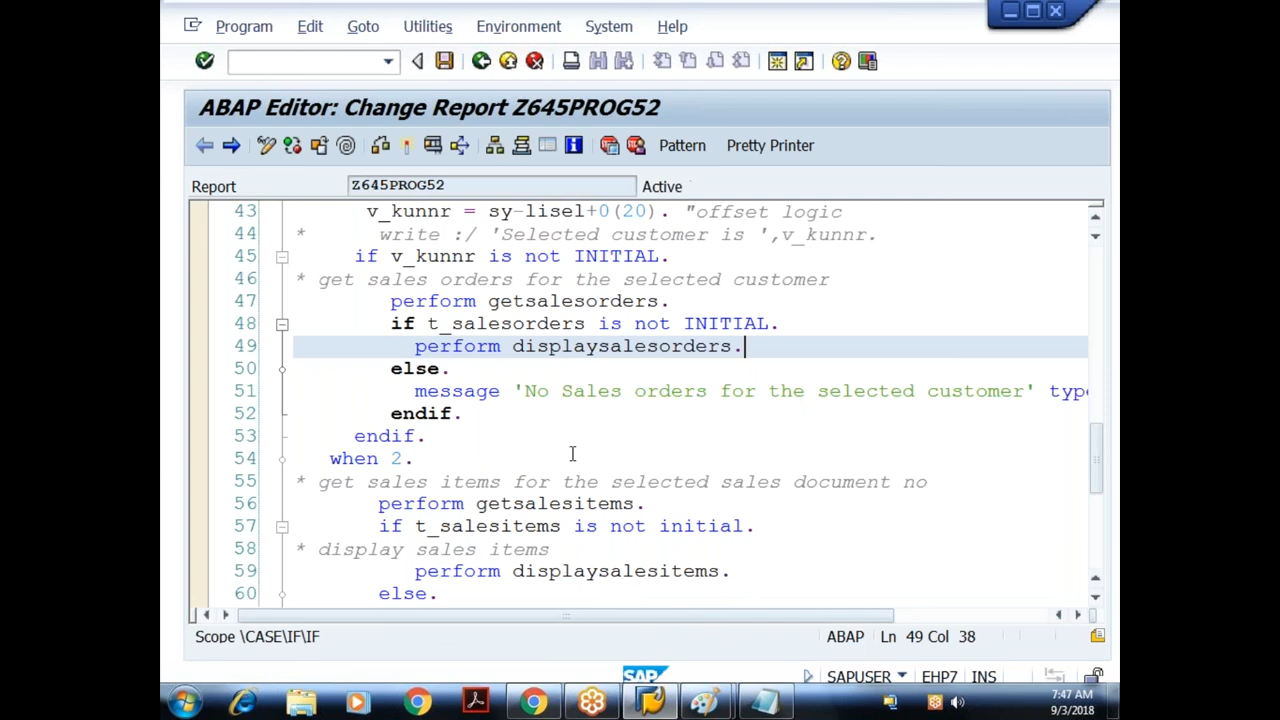 Program Edit Goto Utilities Environment System Help
ABAP Editor: Change Report Z645PROG52
Pattern Pretty Printer
Report Z645PROG52 Active
43 v_kunnr = sy-lisel+0(20). "offset logic
44 * write :/ 'Selected customer is ',v_kunnr.
45 if v_kunnr is not INITIAL.
46 * get sales orders for the selected customer
47 perform getsalesorders.
48 if t_salesorders is not INITIAL.
49 perform displaysalesorders.
50 else.
51 message 'No Sales orders for the selected customer' type
52 endif.
53 endif.
54 when 2.
55 * get sales items for the selected sales document no
56 perform getsalesitems.
57 if t_salesitems is not initial.
58 * display sales items
59 perform displaysalesitems.
60 else.
Scope \CASE\IF\IF ABAP Ln 49 Col 38
SAP SAPUSER EHP7 INS
7:47 AM
9/3/2018